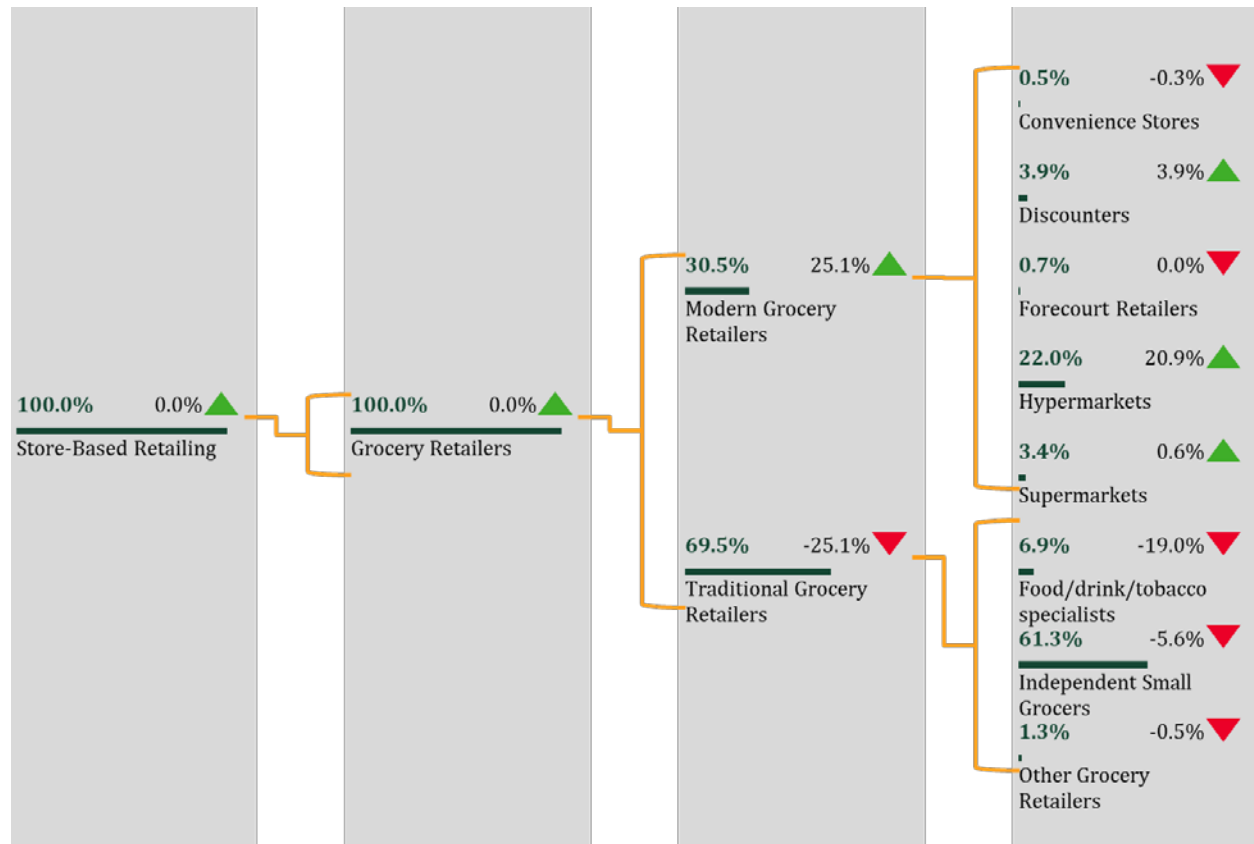 100.0% 0.0%
Store-Based Retailing
100.0% 0.0%
Grocery Retailers
30.5% 25.1%
Modern Grocery
Retailers
69.5% -25.1%
Traditional Grocery
Retailers
0.5% -0.3%
Convenience Stores
3.9% 3.9%
Discounters
0.7% 0.0%
Forecourt Retailers
22.0% 20.9%
Hypermarkets
3.4% 0.6%
Supermarkets
6.9% -19.0%
Food/drink/tobacco
specialists
61.3% -5.6%
Independent Small
Grocers
1.3% -0.5%
Other Grocery
Retailers